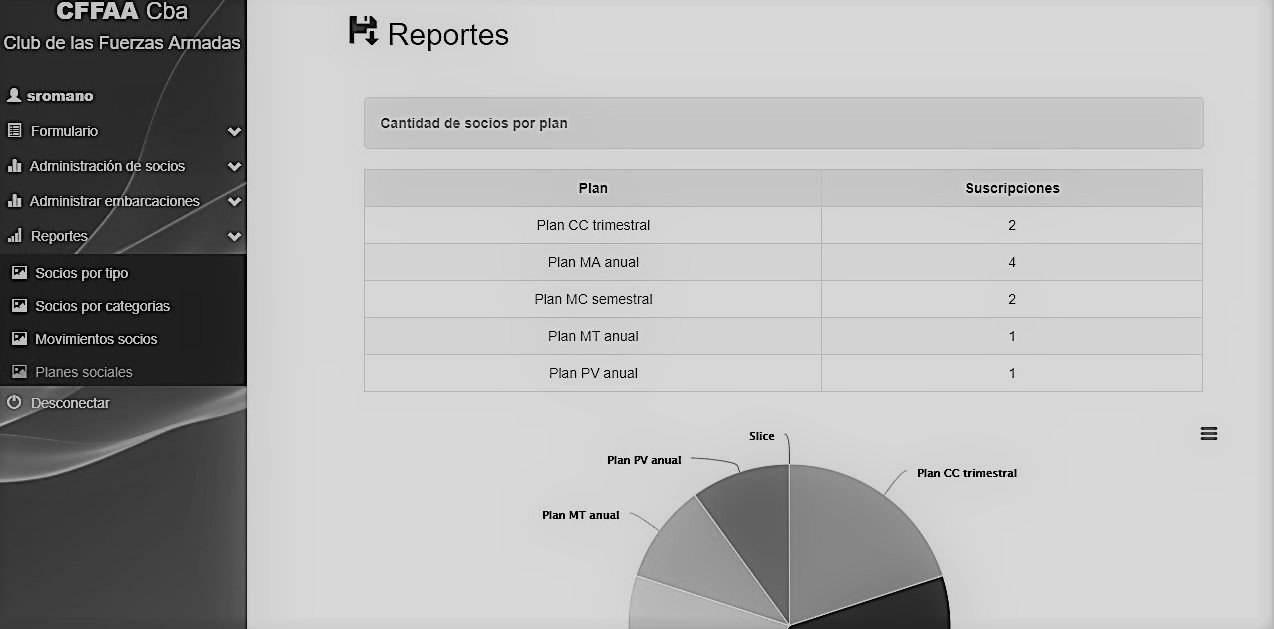 CFFAA Cba
Club de las Fuerzas Armadas
sromano
Formulario
Administración de socios
Administrar embarcaciones
Reportes
Socios por tipo
Socios por categorias
Movimientos socios
Planes sociales
Desconectar
Reportes
Cantidad de socios por plan
Plan Suscripciones
Plan CC trimestral 2
Plan MA anual 4
Plan MC semestral 2
Plan MT anual 1
Plan PV anual 1
Slice
Plan PV anual
Plan CC trimestral
Plan MT anual